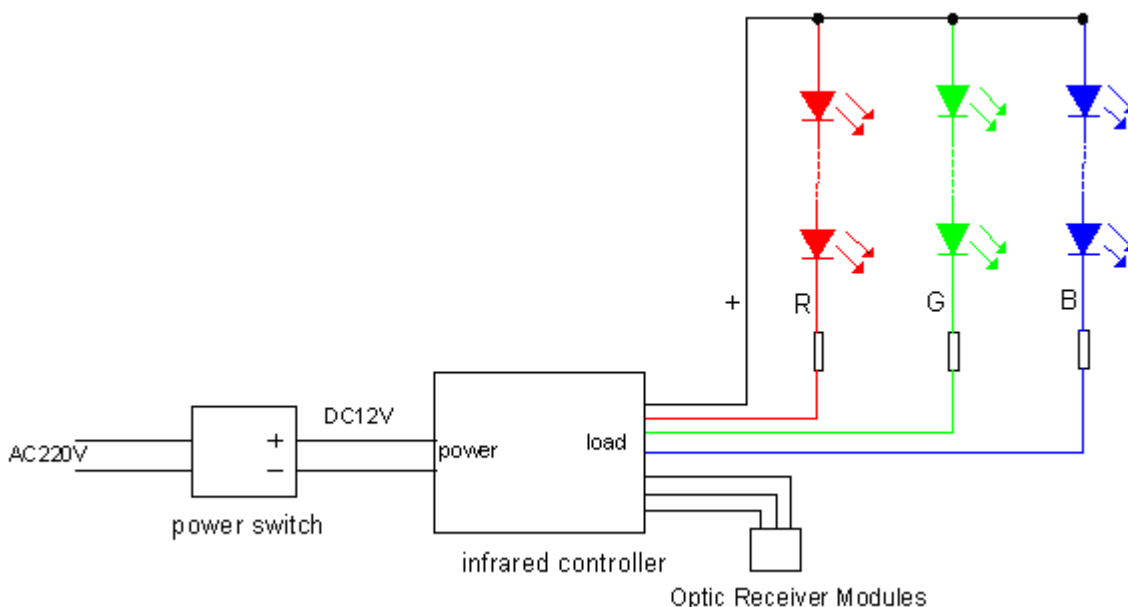 +
R
G
B
AC220V
+
−
DC12V
power
load
power switch
infrared controller
Optic Receiver Modules